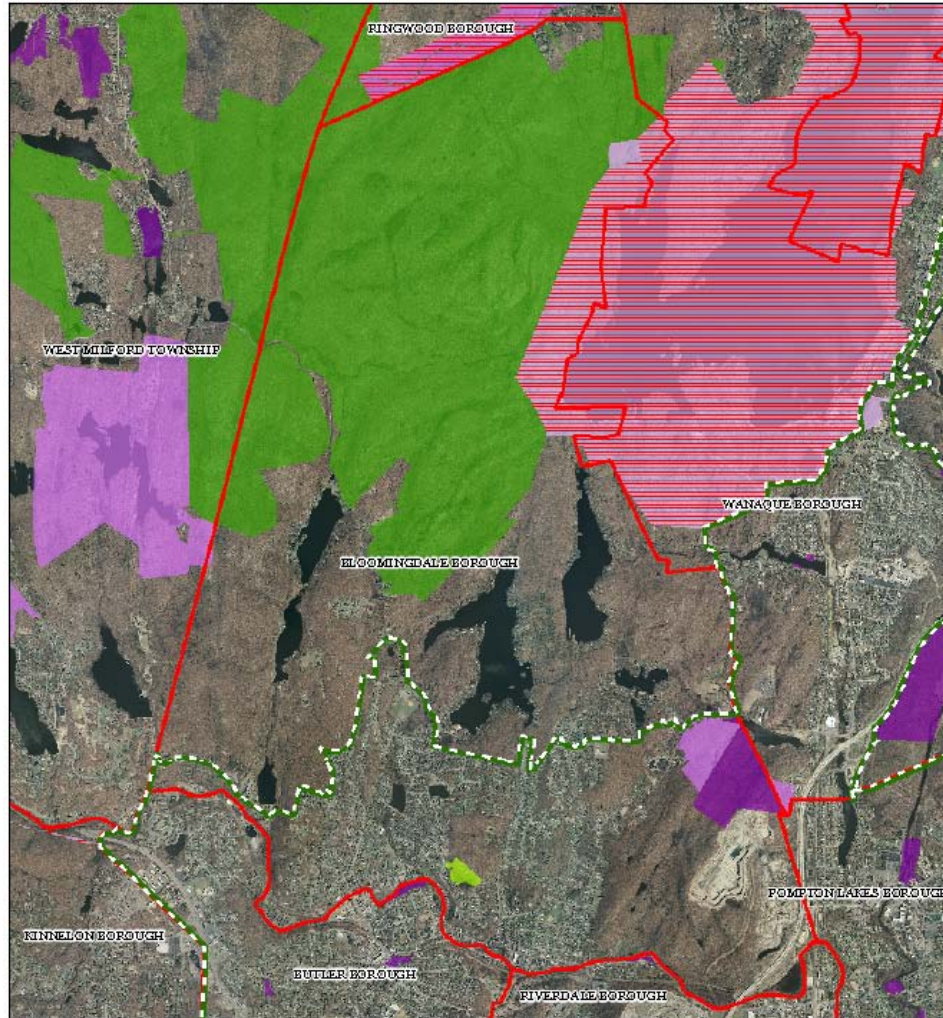 RINGWOOD BOROUGH
WEST MILFORD TOWNSHIP
WANAQUE BOROUGH
BLOOMINGDALE BOROUGH
POMPTON LAKES BOROUGH
KINNELON BOROUGH
BUTLER BOROUGH
RIVERDALE BOROUGH